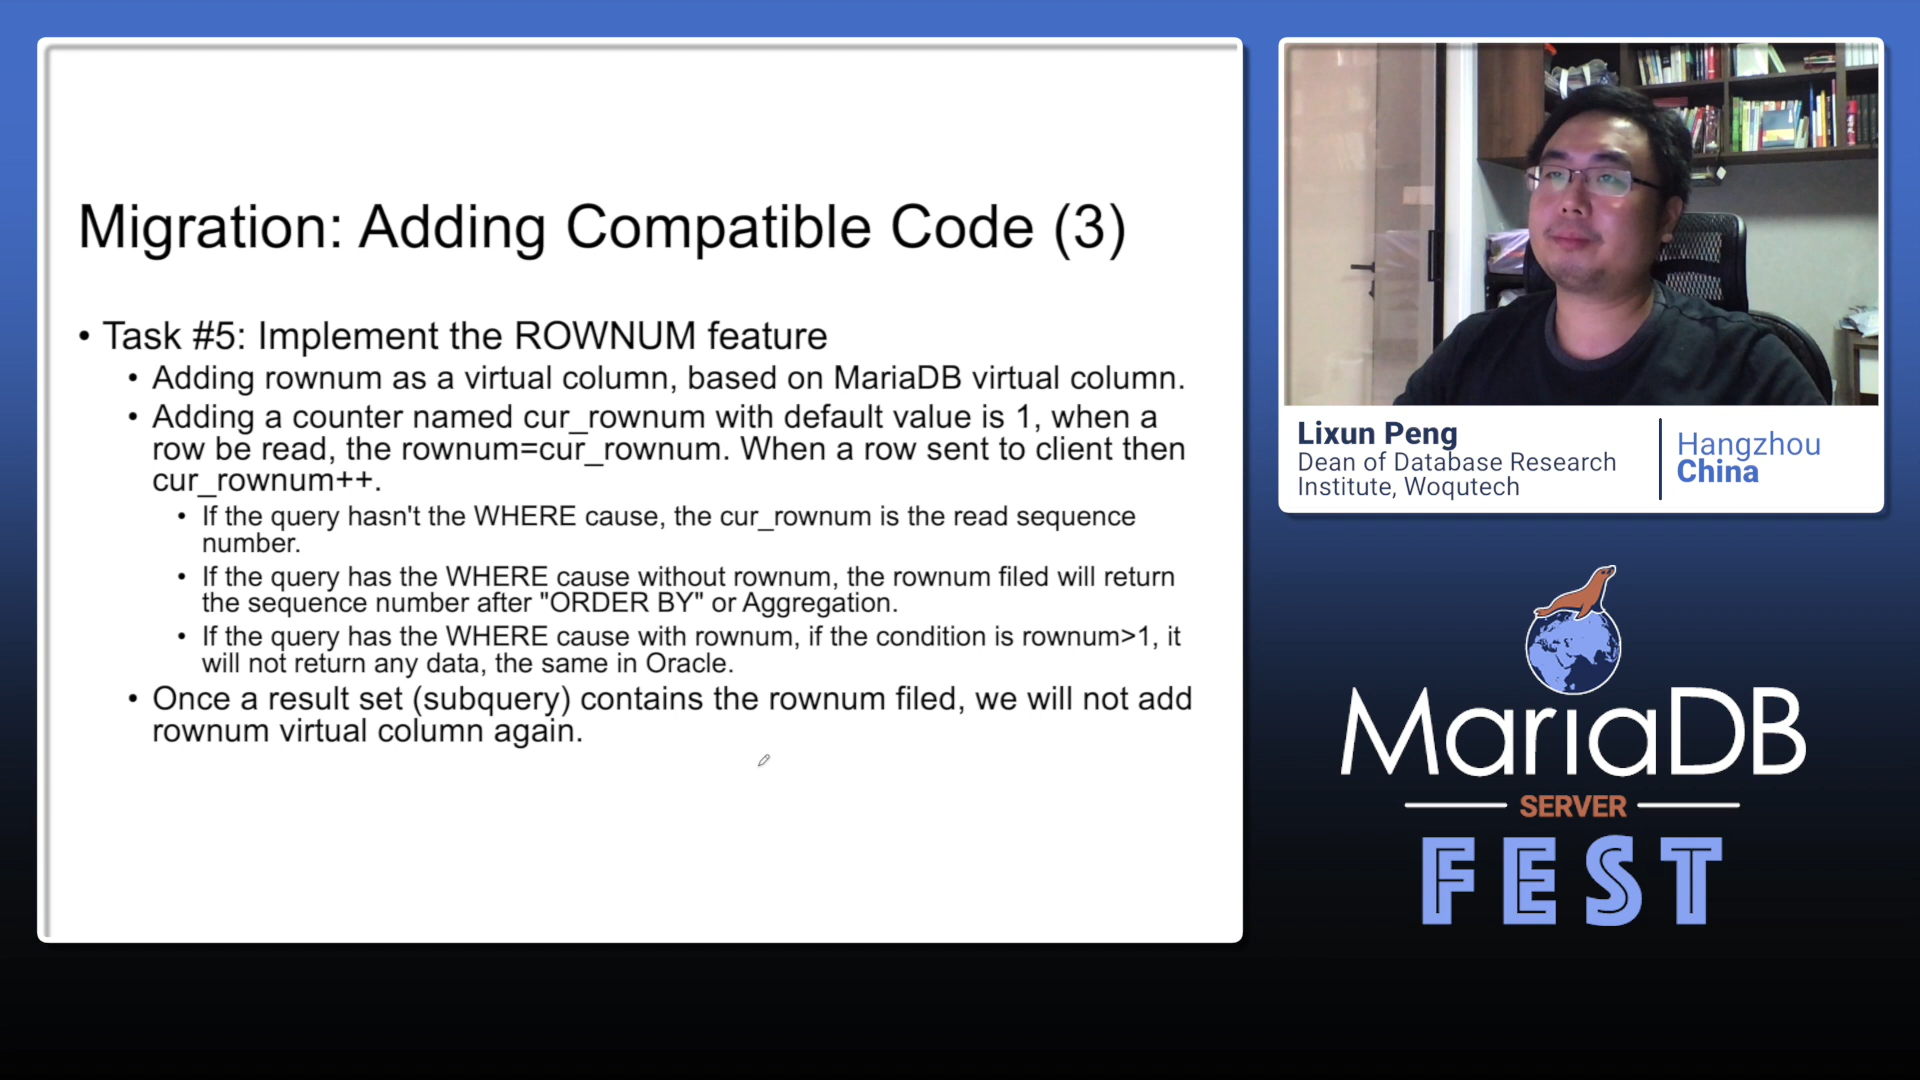 Migration: Adding Compatible Code (3)
• Task #5: Implement the ROWNUM feature
• Adding rownum as a virtual column, based on MariaDB virtual column.
• Adding a counter named cur_rownum with default value is 1, when a
row be read, the rownum=cur_rownum. When a row sent to client then
cur_rownum++.
• If the query hasn't the WHERE cause, the cur_rownum is the read sequence
number.
• If the query has the WHERE cause without rownum, the rownum filed will return
the sequence number after "ORDER BY" or Aggregation.
• If the query has the WHERE cause with rownum, if the condition is rownum>1, it
will not return any data, the same in Oracle.
• Once a result set (subquery) contains the rownum filed, we will not add
rownum virtual column again.
Lixun Peng
Dean of Database Research
Institute, Woqutech
Hangzhou
China
MariaDB
SERVER
FEST